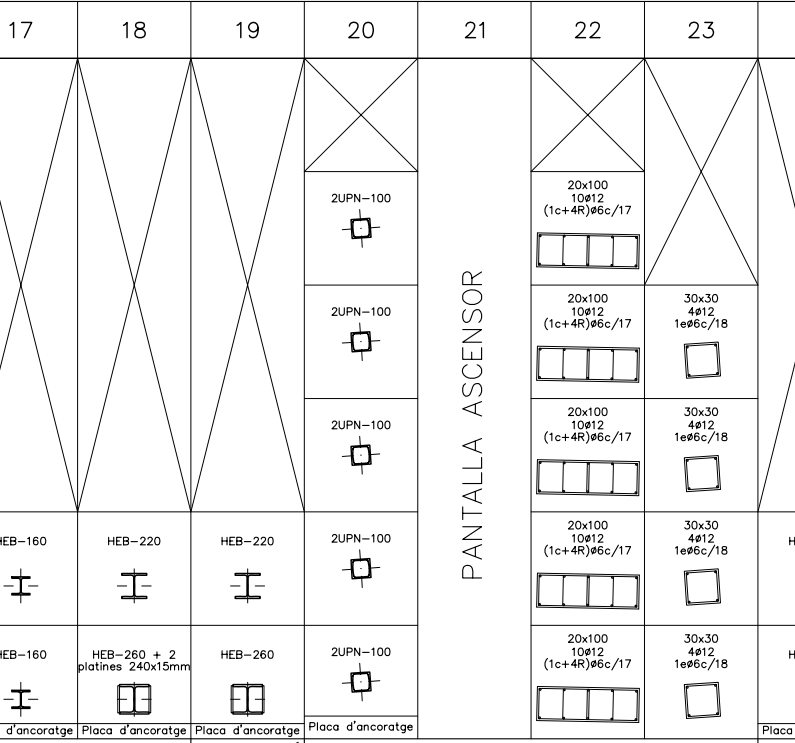 17 18 19 20 21 22 23
2UPN-100
20x100
10ø12
(1c+4R)ø6c/17
2UPN-100
20x100
10ø12
(1c+4R)ø6c/17
30x30
4ø12
1eø6c/18
PANTALLA ASCENSOR
2UPN-100
20x100
10ø12
(1c+4R)ø6c/17
30x30
4ø12
1eø6c/18
HEB-160
HEB-220
HEB-220
2UPN-100
20x100
10ø12
(1c+4R)ø6c/17
30x30
4ø12
1eø6c/18
H
HEB-160
HEB-260 + 2
platines 240x15mm
HEB-260
2UPN-100
20x100
10ø12
(1c+4R)ø6c/17
30x30
4ø12
1eø6c/18
H
d'ancoratge
Placa d'ancoratge
Placa d'ancoratge
Placa d'ancoratge
Placa